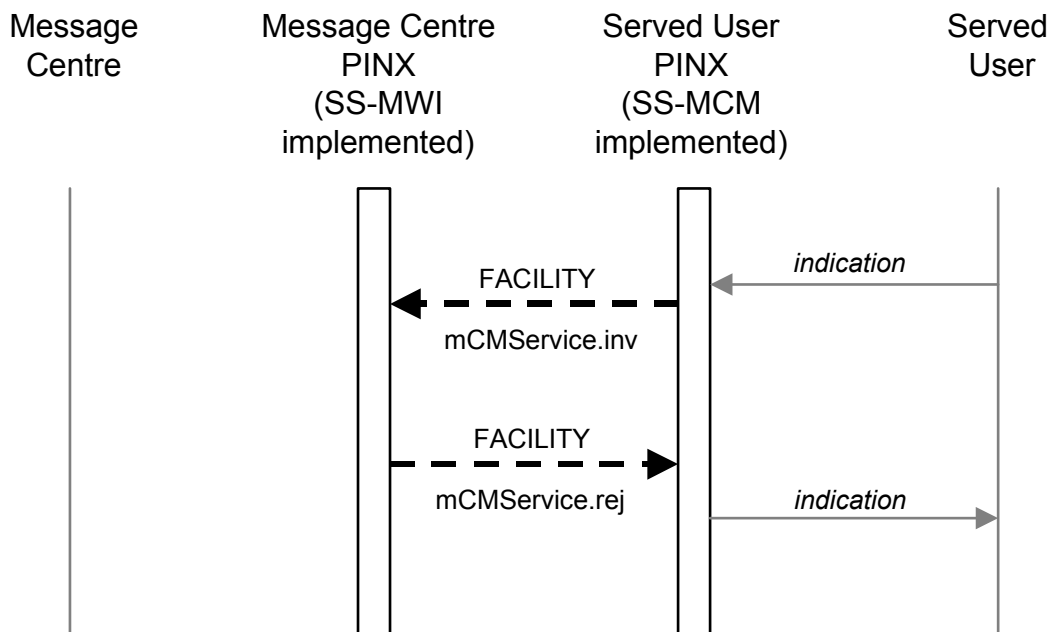 Message
Centre
Message Centre
PINX
(SS-MWI
implemented)
Served User
PINX
(SS-MCM
implemented)
Served
User
indication
FACILITY
mCMService.inv
FACILITY
mCMService.rej
indication